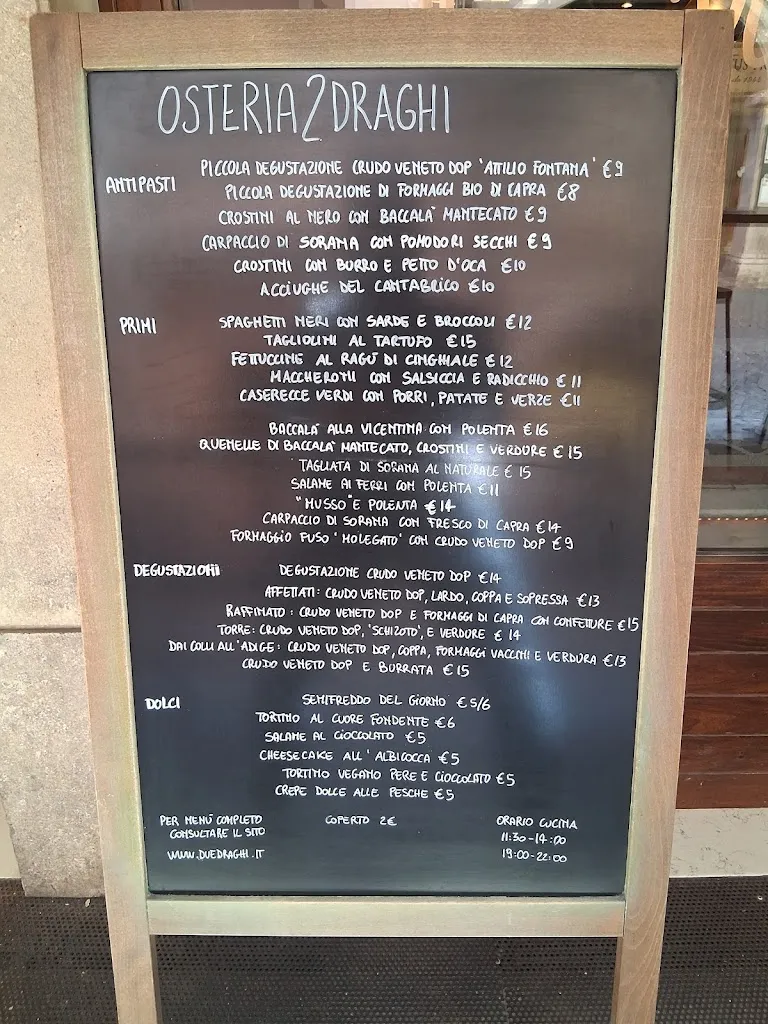 OSTERIA 2 DRAGHI
ANTIPASTI
PICCOLA DEGUSTAZIONE CRUDO VENETO DOP 'ATTILIO FONTANA' €9
PICCOLA DEGUSTAZIONE DI FORMAGGI BIO DI CAPRA €8
CROSTINI AL NERO CON BACCALA' MANTECATO €9
CARPACCIO DI SORANA CON POMODORI SECCHI €9
CROSTINI CON BURRO E PETTO D'OCA €10
ACCIUGHE DEL CANTABRICO €10
PRIMI
SPAGHETTI NERI CON SARDE E BROCCOLI €12
TAGLIOLINI AL TARTUFO €15
FETTUCCINE AL RAGÙ DI CINGHIALE €12
MACCHERONI CON SALSICCIA E RADICCHIO €11
CASERECCE VERDI CON PORRI, PATATE E VERZE €11
BACCALA' ALLA VICENTINA CON POLENTA €16
QUENELLE DI BACCALA' MANTECATO, CROSTINI E VERDURE €15
TAGLIATA DI SORANA AL NATURALE €15
SALAME AI FERRI CON POLENTA €11
"MUSSO" E POLENTA €14
CARPACCIO DI SORANA CON FRESCO DI CAPRA €14
FORMAGGIO FUSO 'MOLEGATO' CON CRUDO VENETO DOP €9
DEGUSTAZIONI
DEGUSTAZIONE CRUDO VENETO DOP €14
AFFETTATI: CRUDO VENETO DOP, LARDO, COPPA E SOPRESSA €13
RAFFINATO: CRUDO VENETO DOP E FORMAGGI DI CAPRA CON CONFETTURE €15
TORRE: CRUDO VENETO DOP, 'SCHIZOTO', E VERDURE €14
DAI COLLI ALL'ADIGE: CRUDO VENETO DOP, COPPA, FORMAGGI VACCINI E VERDURA €13
CRUDO VENETO DOP E BURRATA €15
DOLCI
SEMIFREDDO DEL GIORNO €5/6
TORTINO AL CUORE FONDENTE €6
SALAME AL CIOCCOLATO €5
CHEESECAKE ALL'ALBICOCCA €5
TORTINO VEGANO PERE E CIOCCOLATO €5
CREPE DOLCE ALLE PESCHE €5
PER MENÙ COMPLETO
CONSULTARE IL SITO
WWW.DUEDRAGHI.IT
COPERTO 2€
ORARIO CUCINA
11:30-14:00
19:00-22:00